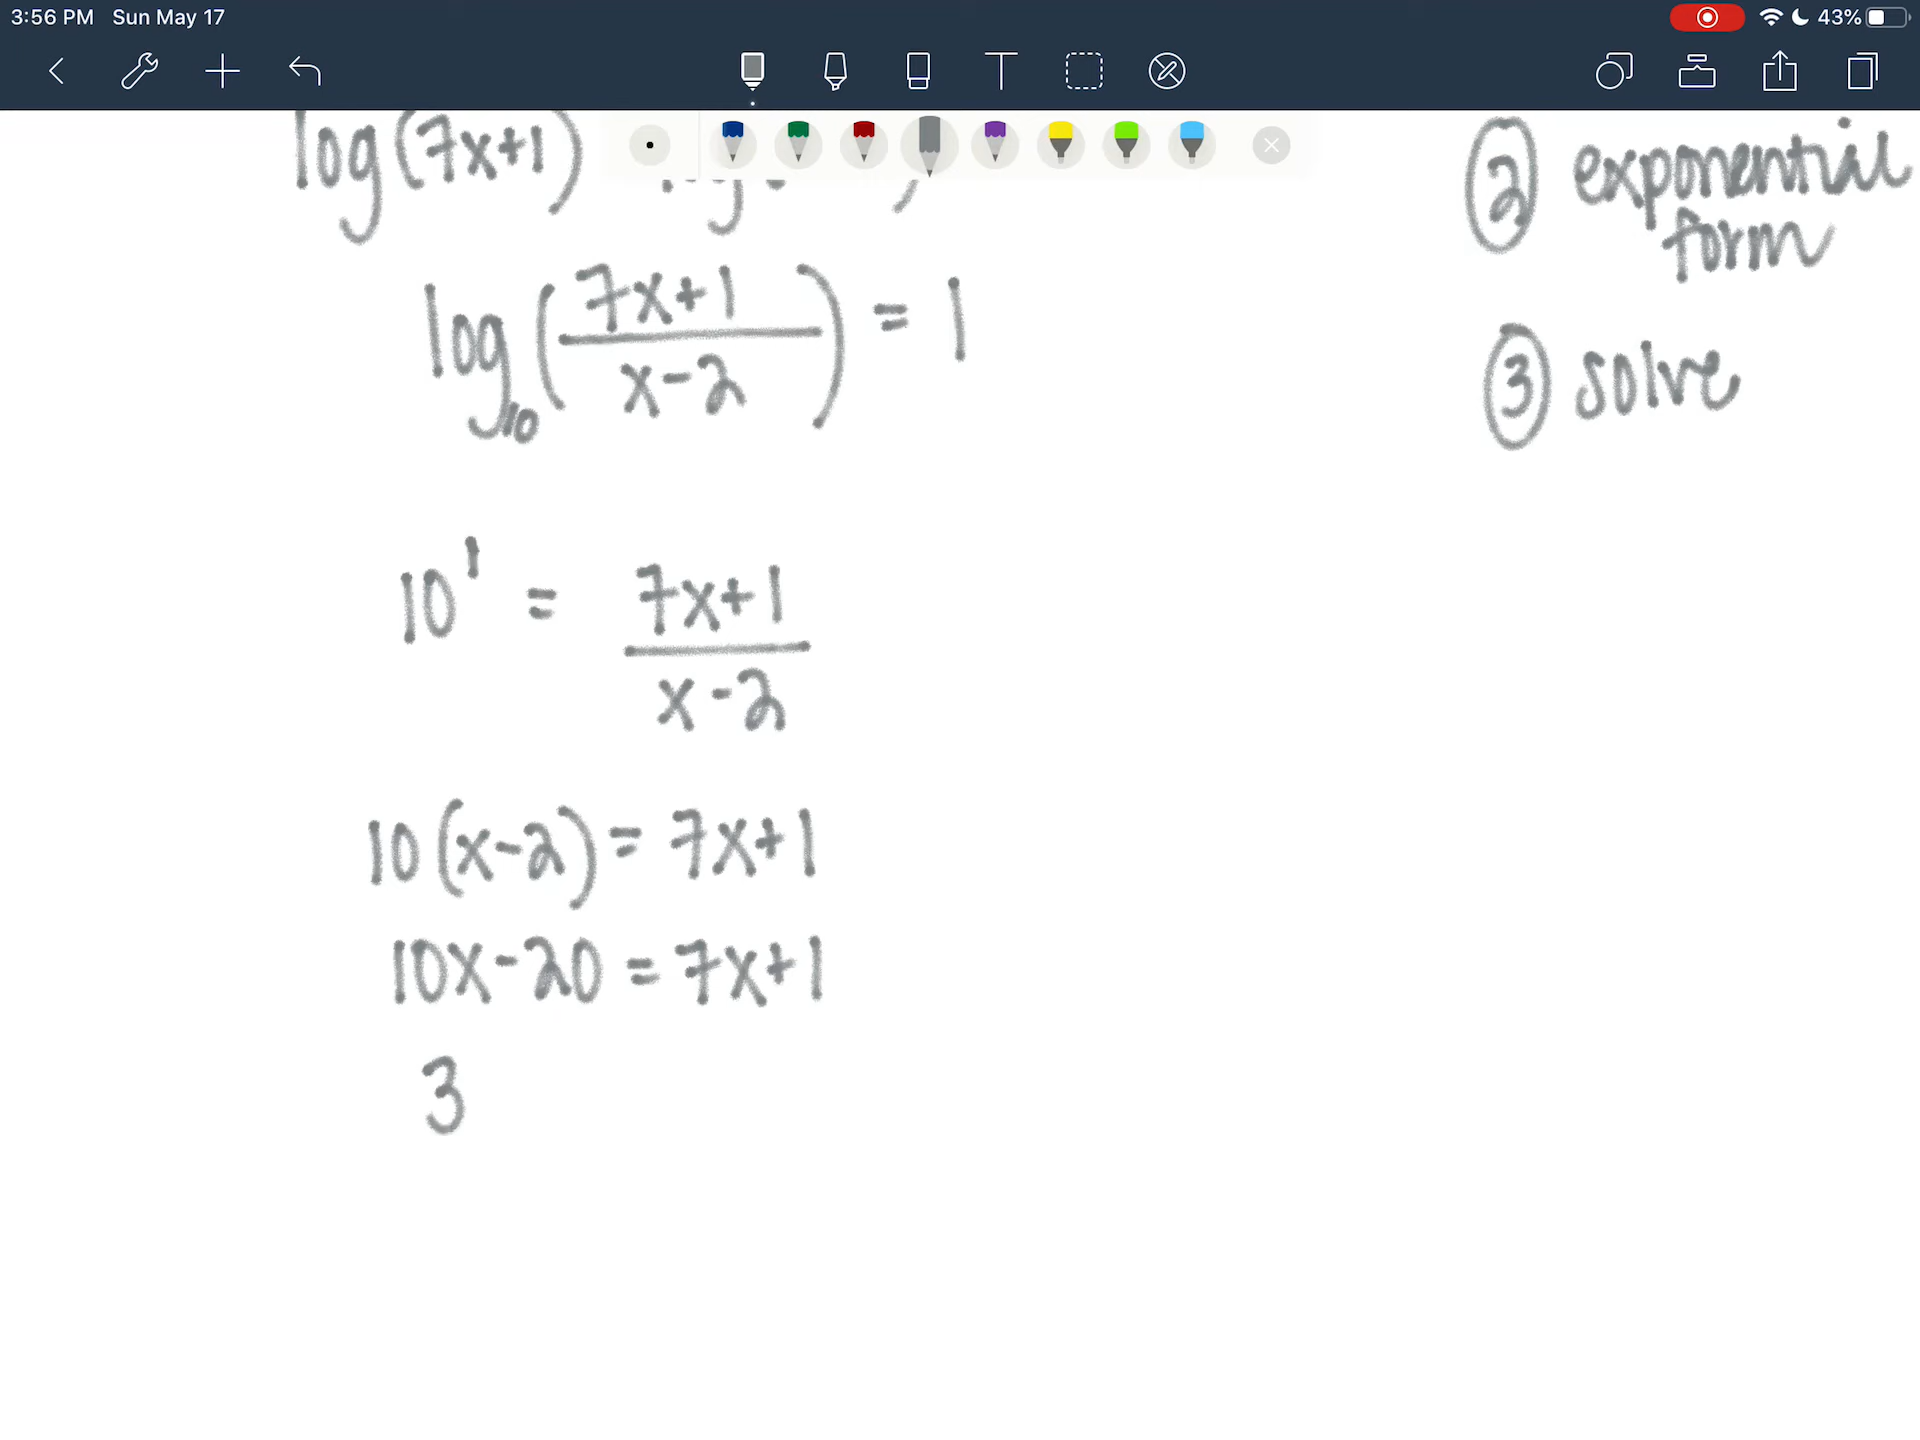 3:56 PM Sun May 17 43%
log(7x+1)
log₁₀((7x+1)/(x-2)) = 1
10¹ = (7x+1)/(x-2)
10(x-2) = 7x+1
10x-20 = 7x+1
3
② exponential
form
③ solve